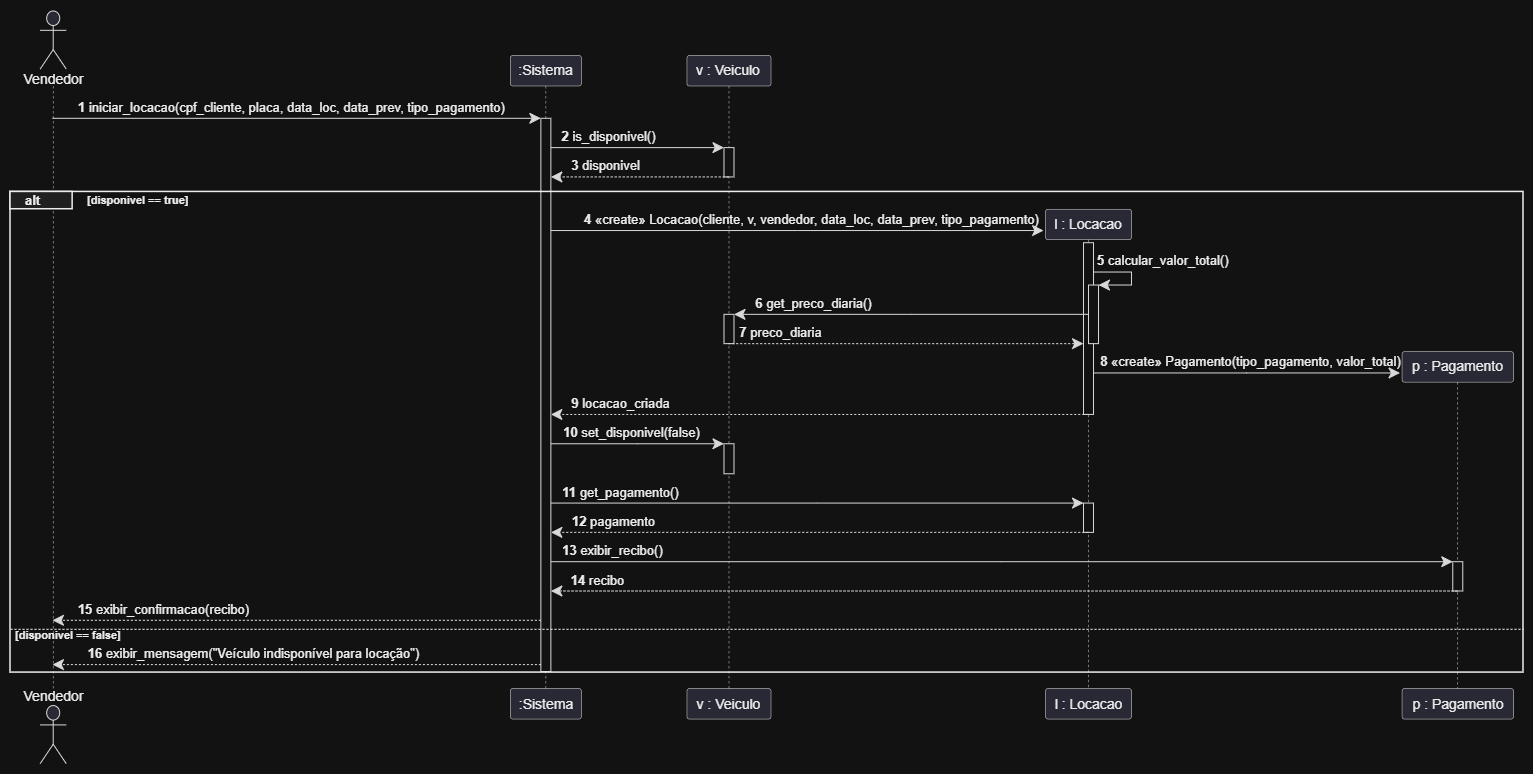 Vendedor
:Sistema
v : Veiculo
1 iniciar_locacao(cpf_cliente, placa, data_loc, data_prev, tipo_pagamento)
2 is_disponivel()
3 disponivel
alt
[disponivel == true]
4 «create» Locacao(cliente, v, vendedor, data_loc, data_prev, tipo_pagamento)
l : Locacao
5 calcular_valor_total()
6 get_preco_diaria()
7 preco_diaria
8 «create» Pagamento(tipo_pagamento, valor_total)
p : Pagamento
9 locacao_criada
10 set_disponivel(false)
11 get_pagamento()
12 pagamento
13 exibir_recibo()
14 recibo
15 exibir_confirmacao(recibo)
[disponivel == false]
16 exibir_mensagem("Veículo indisponível para locação")
Vendedor
:Sistema
v : Veiculo
l : Locacao
p : Pagamento